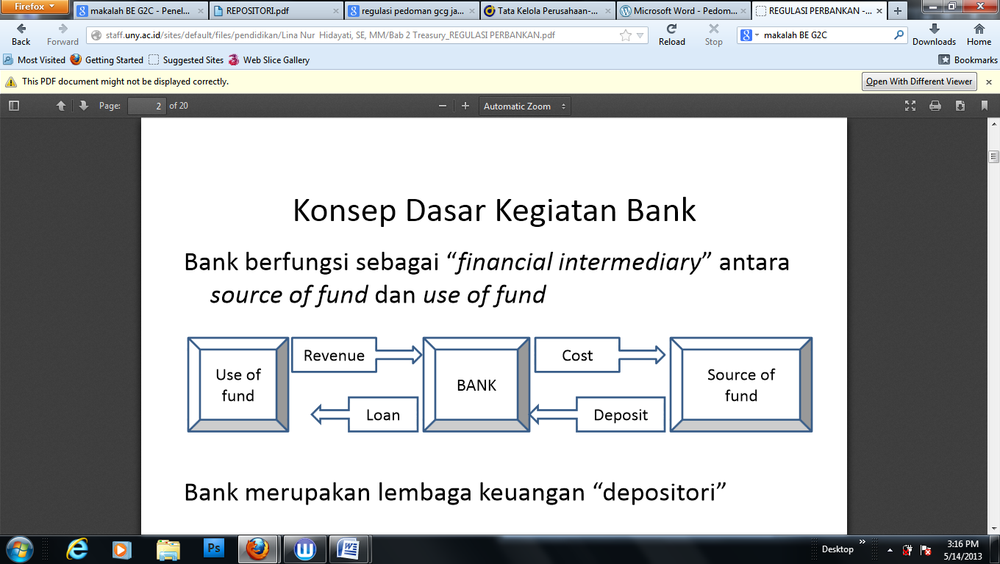 Firefox
makalah BE G2C - Penel...
REPOSITORI.pdf
regulasi pedoman gcg ja...
Tata Kelola Perusahaan-...
Microsoft Word - Pedom...
REGULASI PERBANKAN -...
Back
Forward
staff.uny.ac.id/sites/default/files/pendidikan/Lina Nur Hidayati, SE, MM/Bab 2 Treasury_REGULASI PERBANKAN.pdf
Reload
Stop
makalah BE G2C
Downloads
Home
Most Visited
Getting Started
Suggested Sites
Web Slice Gallery
Bookmarks
This PDF document might not be displayed correctly.
Open With Different Viewer
Page: 2 of 20
Automatic Zoom
Konsep Dasar Kegiatan Bank
Bank berfungsi sebagai “financial intermediary” antara
source of fund dan use of fund
Use of
fund
Revenue
Loan
BANK
Cost
Deposit
Source of
fund
Bank merupakan lembaga keuangan “depositori”
Ps
W
Desktop
3:16 PM
5/14/2013